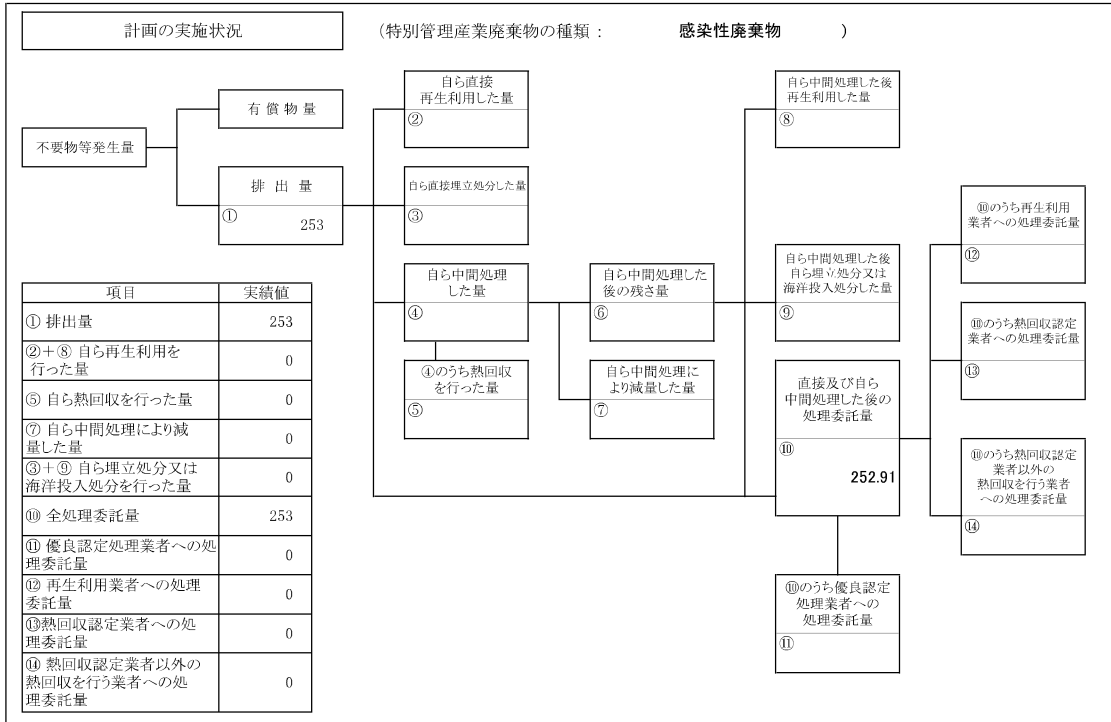 計画の実施状況
(特別管理産業廃棄物の種類： 感染性廃棄物 )
不要物等発生量
有償物量
排出量
①
253
自ら直接
再生利用した量
②
自ら直接埋立処分した量
③
自ら中間処理
した量
④
④のうち熱回収
を行った量
⑤
自ら中間処理した
後の残さ量
⑥
自ら中間処理に
より減量した量
⑦
自ら中間処理した後
再生利用した量
⑧
自ら中間処理した後
自ら埋立処分又は
海洋投入処分した量
⑨
直接及び自ら
中間処理した後の
処理委託量
⑩
252.91
⑩のうち優良認定
処理業者への
処理委託量
⑪
⑩のうち再生利用
業者への処理委託量
⑫
⑩のうち熱回収認定
業者への処理委託量
⑬
⑩のうち熱回収認定
業者以外の
熱回収を行う業者
への処理委託量
⑭
項目 実績値
① 排出量 253
②＋⑧ 自ら再生利用を
行った量 0
⑤ 自ら熱回収を行った量 0
⑦ 自ら中間処理により減
量した量 0
③＋⑨ 自ら埋立処分又は
海洋投入処分を行った量 0
⑩ 全処理委託量 253
⑪ 優良認定処理業者への処
理委託量 0
⑫ 再生利用業者への処理
委託量 0
⑬熱回収認定業者への処
理委託量 0
⑭ 熱回収認定業者以外の
熱回収を行う業者への処
理委託量 0